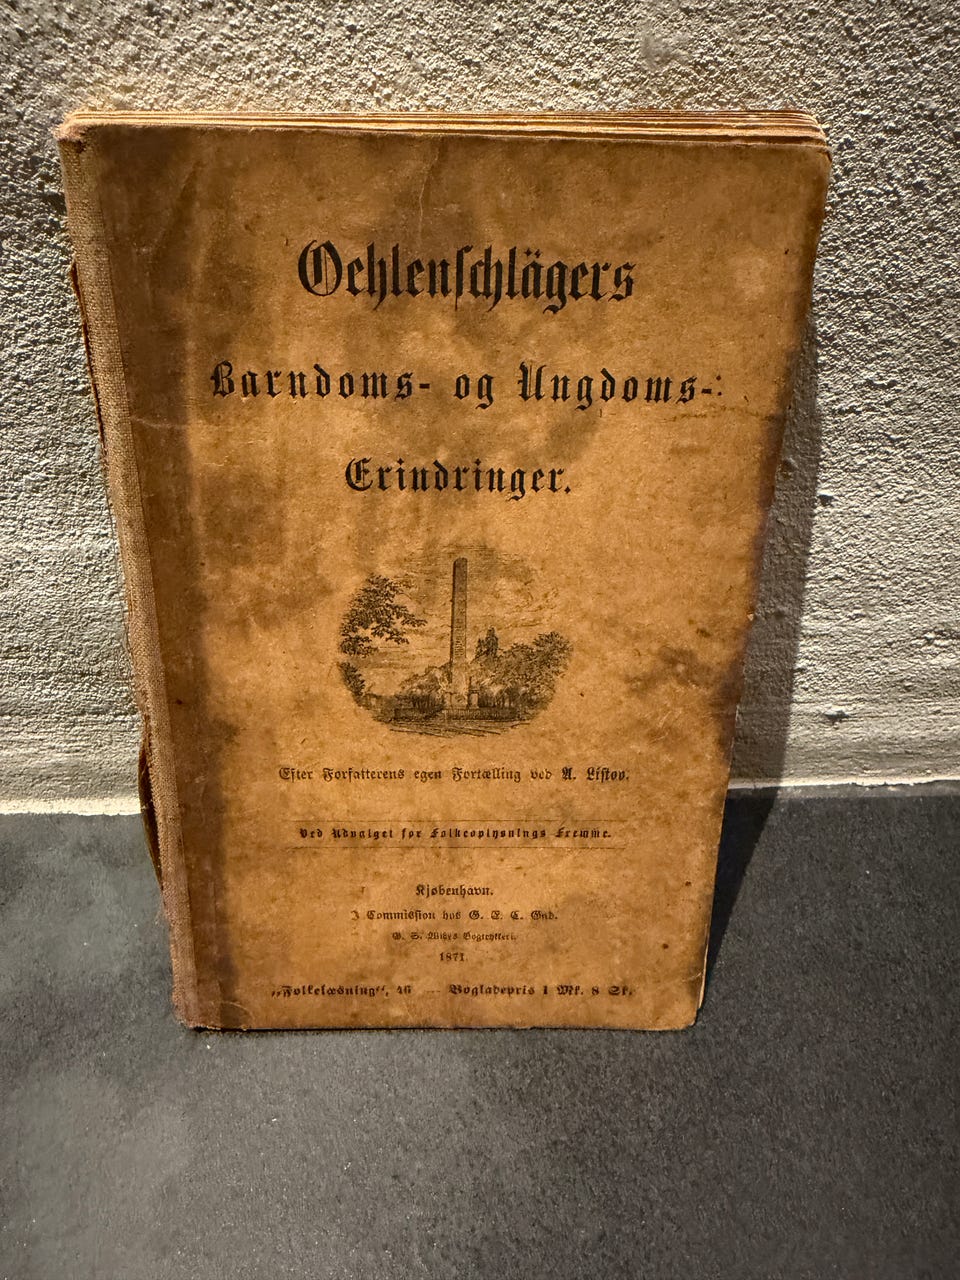 Oehlenschlägers
Barndoms- og Ungdoms-
Erindringer.
Efter Forfatterens egen Fortælling ved A. Listov.
Ved Udvalget for Folkeoplysnings Fremme.
Kjøbenhavn.
I Commission hos G. E. C. Gad.
Bogtrykkeri.
1871.
„Folkelæsning“, 46 — Bogladepris 1 Mk. 8 Sk.